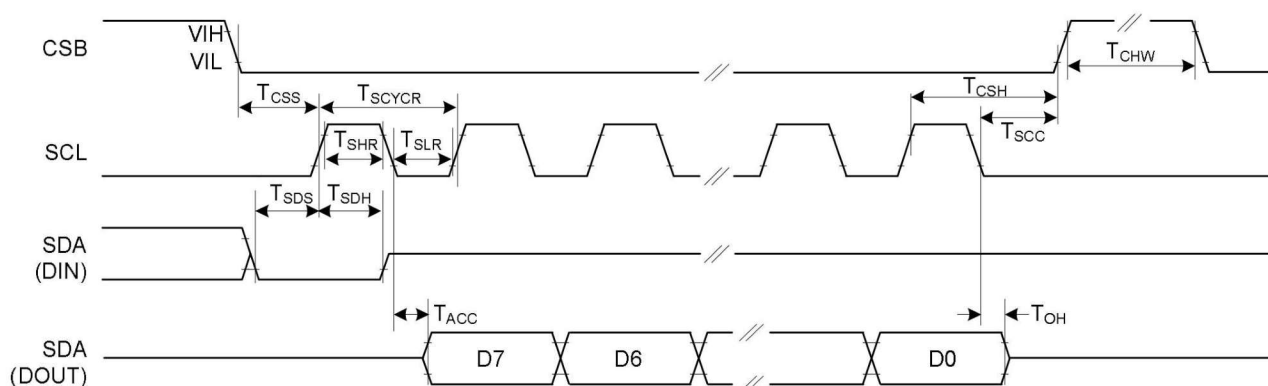 CSB
VIH
VIL
TCHW
TCSS
TSCYCR
TCSH
TSCC
SCL
TSHR
TSLR
TSDS
TSDH
SDA
(DIN)
TACC
TOH
SDA
(DOUT)
D7
D6
D0